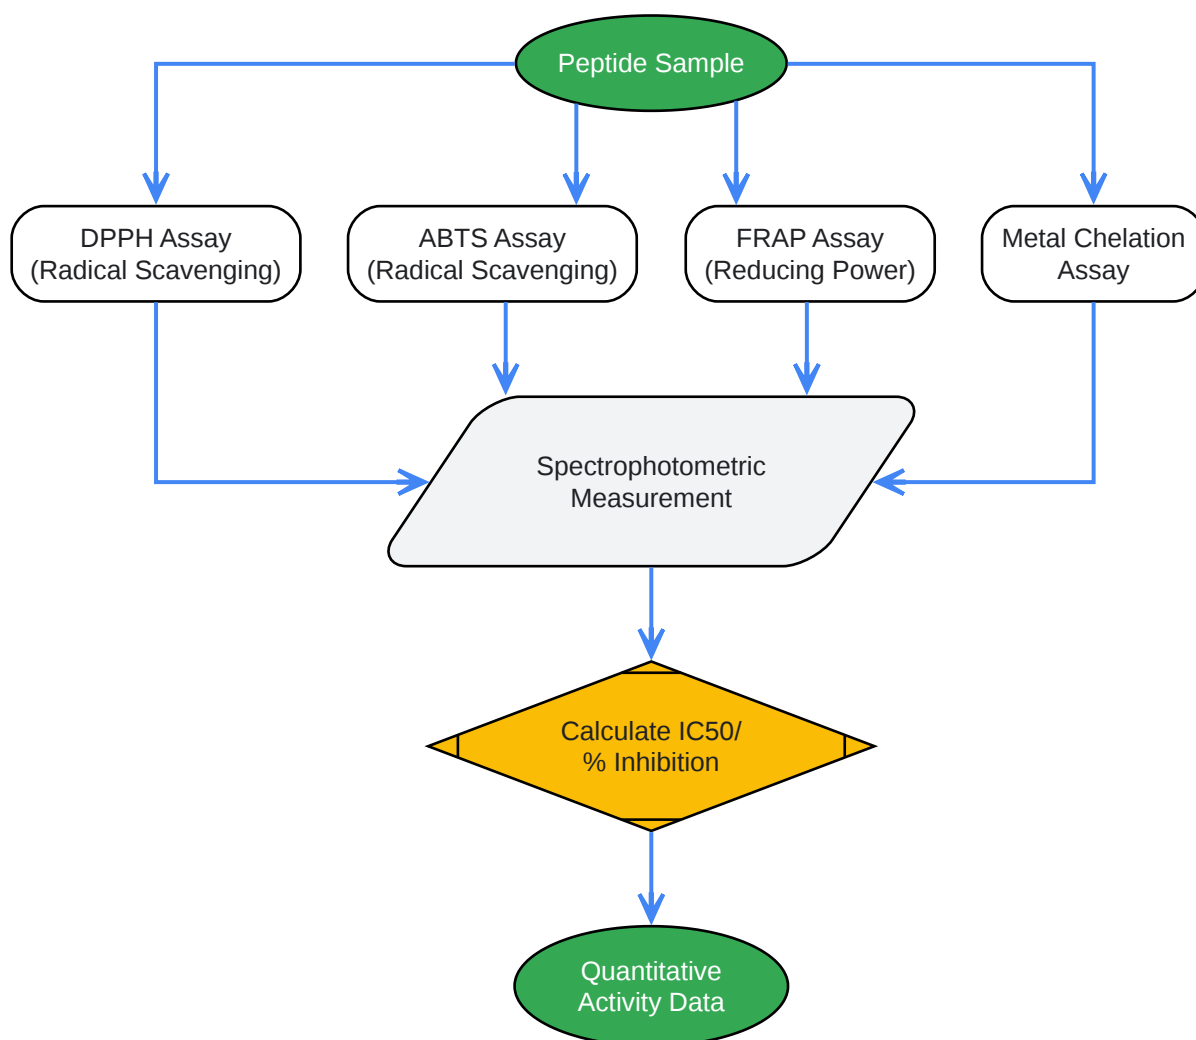 Peptide Sample
DPPH Assay
(Radical Scavenging)
ABTS Assay
(Radical Scavenging)
FRAP Assay
(Reducing Power)
Metal Chelation
Assay
Spectrophotometric
Measurement
Calculate IC50/
% Inhibition
Quantitative
Activity Data